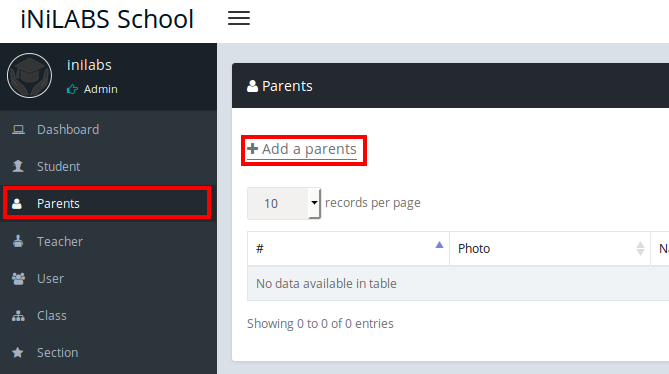 iNiLABS School
inilabs
Admin
Dashboard
Student
Parents
Teacher
User
Class
Section
Parents
Add a parents
10 records per page
# Photo
No data available in table
Showing 0 to 0 of 0 entries